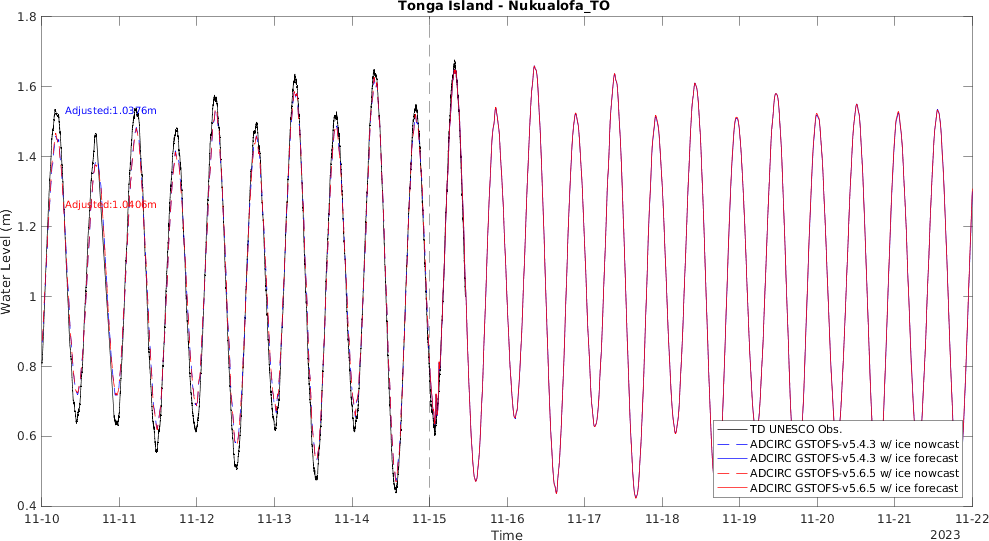 Tonga Island - Nukualofa_TO
1.8
1.6
1.4
1.2
1
0.8
0.6
0.4
Water Level (m)
Adjusted:1.0376m
Adjusted:1.0406m
TD UNESCO Obs.
ADCIRC GSTOFS-v5.4.3 w/ ice nowcast
ADCIRC GSTOFS-v5.4.3 w/ ice forecast
ADCIRC GSTOFS-v5.6.5 w/ ice nowcast
ADCIRC GSTOFS-v5.6.5 w/ ice forecast
11-10 11-11 11-12 11-13 11-14 11-15 11-16 11-17 11-18 11-19 11-20 11-21 11-22
Time
2023